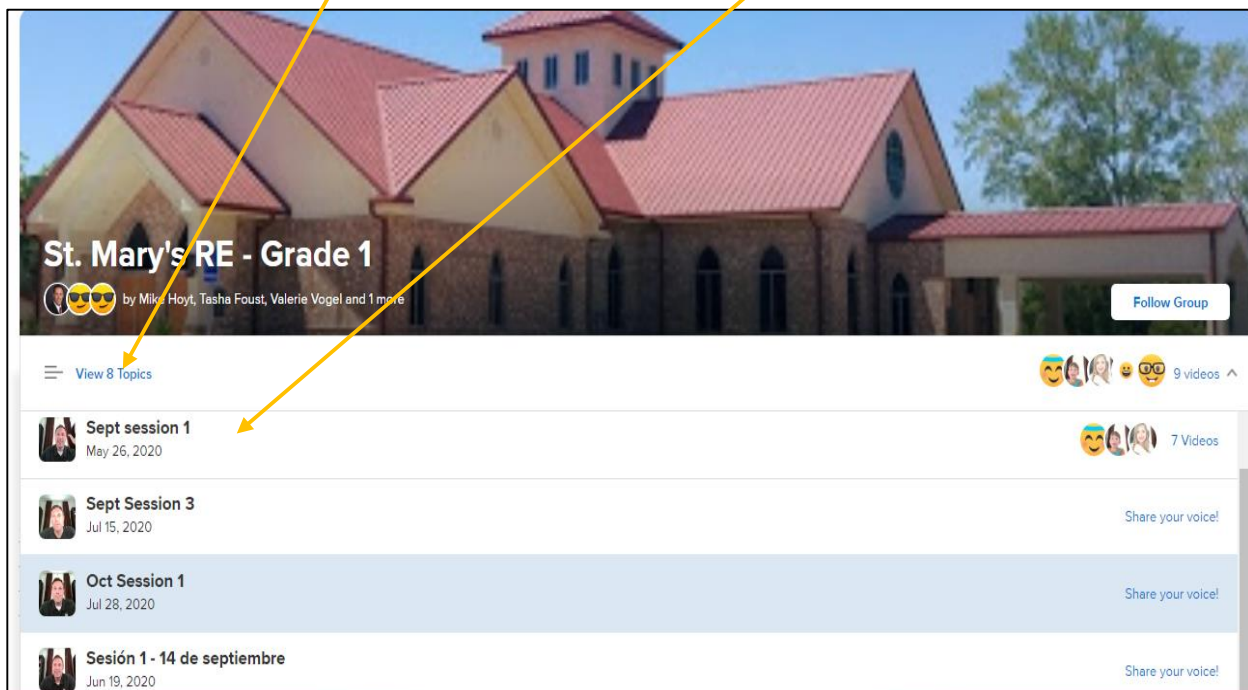 St. Mary's RE - Grade 1
by Mike Hoyt, Tasha Foust, Valerie Vogel and 1 more
Follow Group
View 8 Topics
9 videos
Sept session 1
May 26, 2020
7 Videos
Sept Session 3
Jul 15, 2020
Share your voice!
Oct Session 1
Jul 28, 2020
Share your voice!
Sesión 1 - 14 de septiembre
Jun 19, 2020
Share your voice!